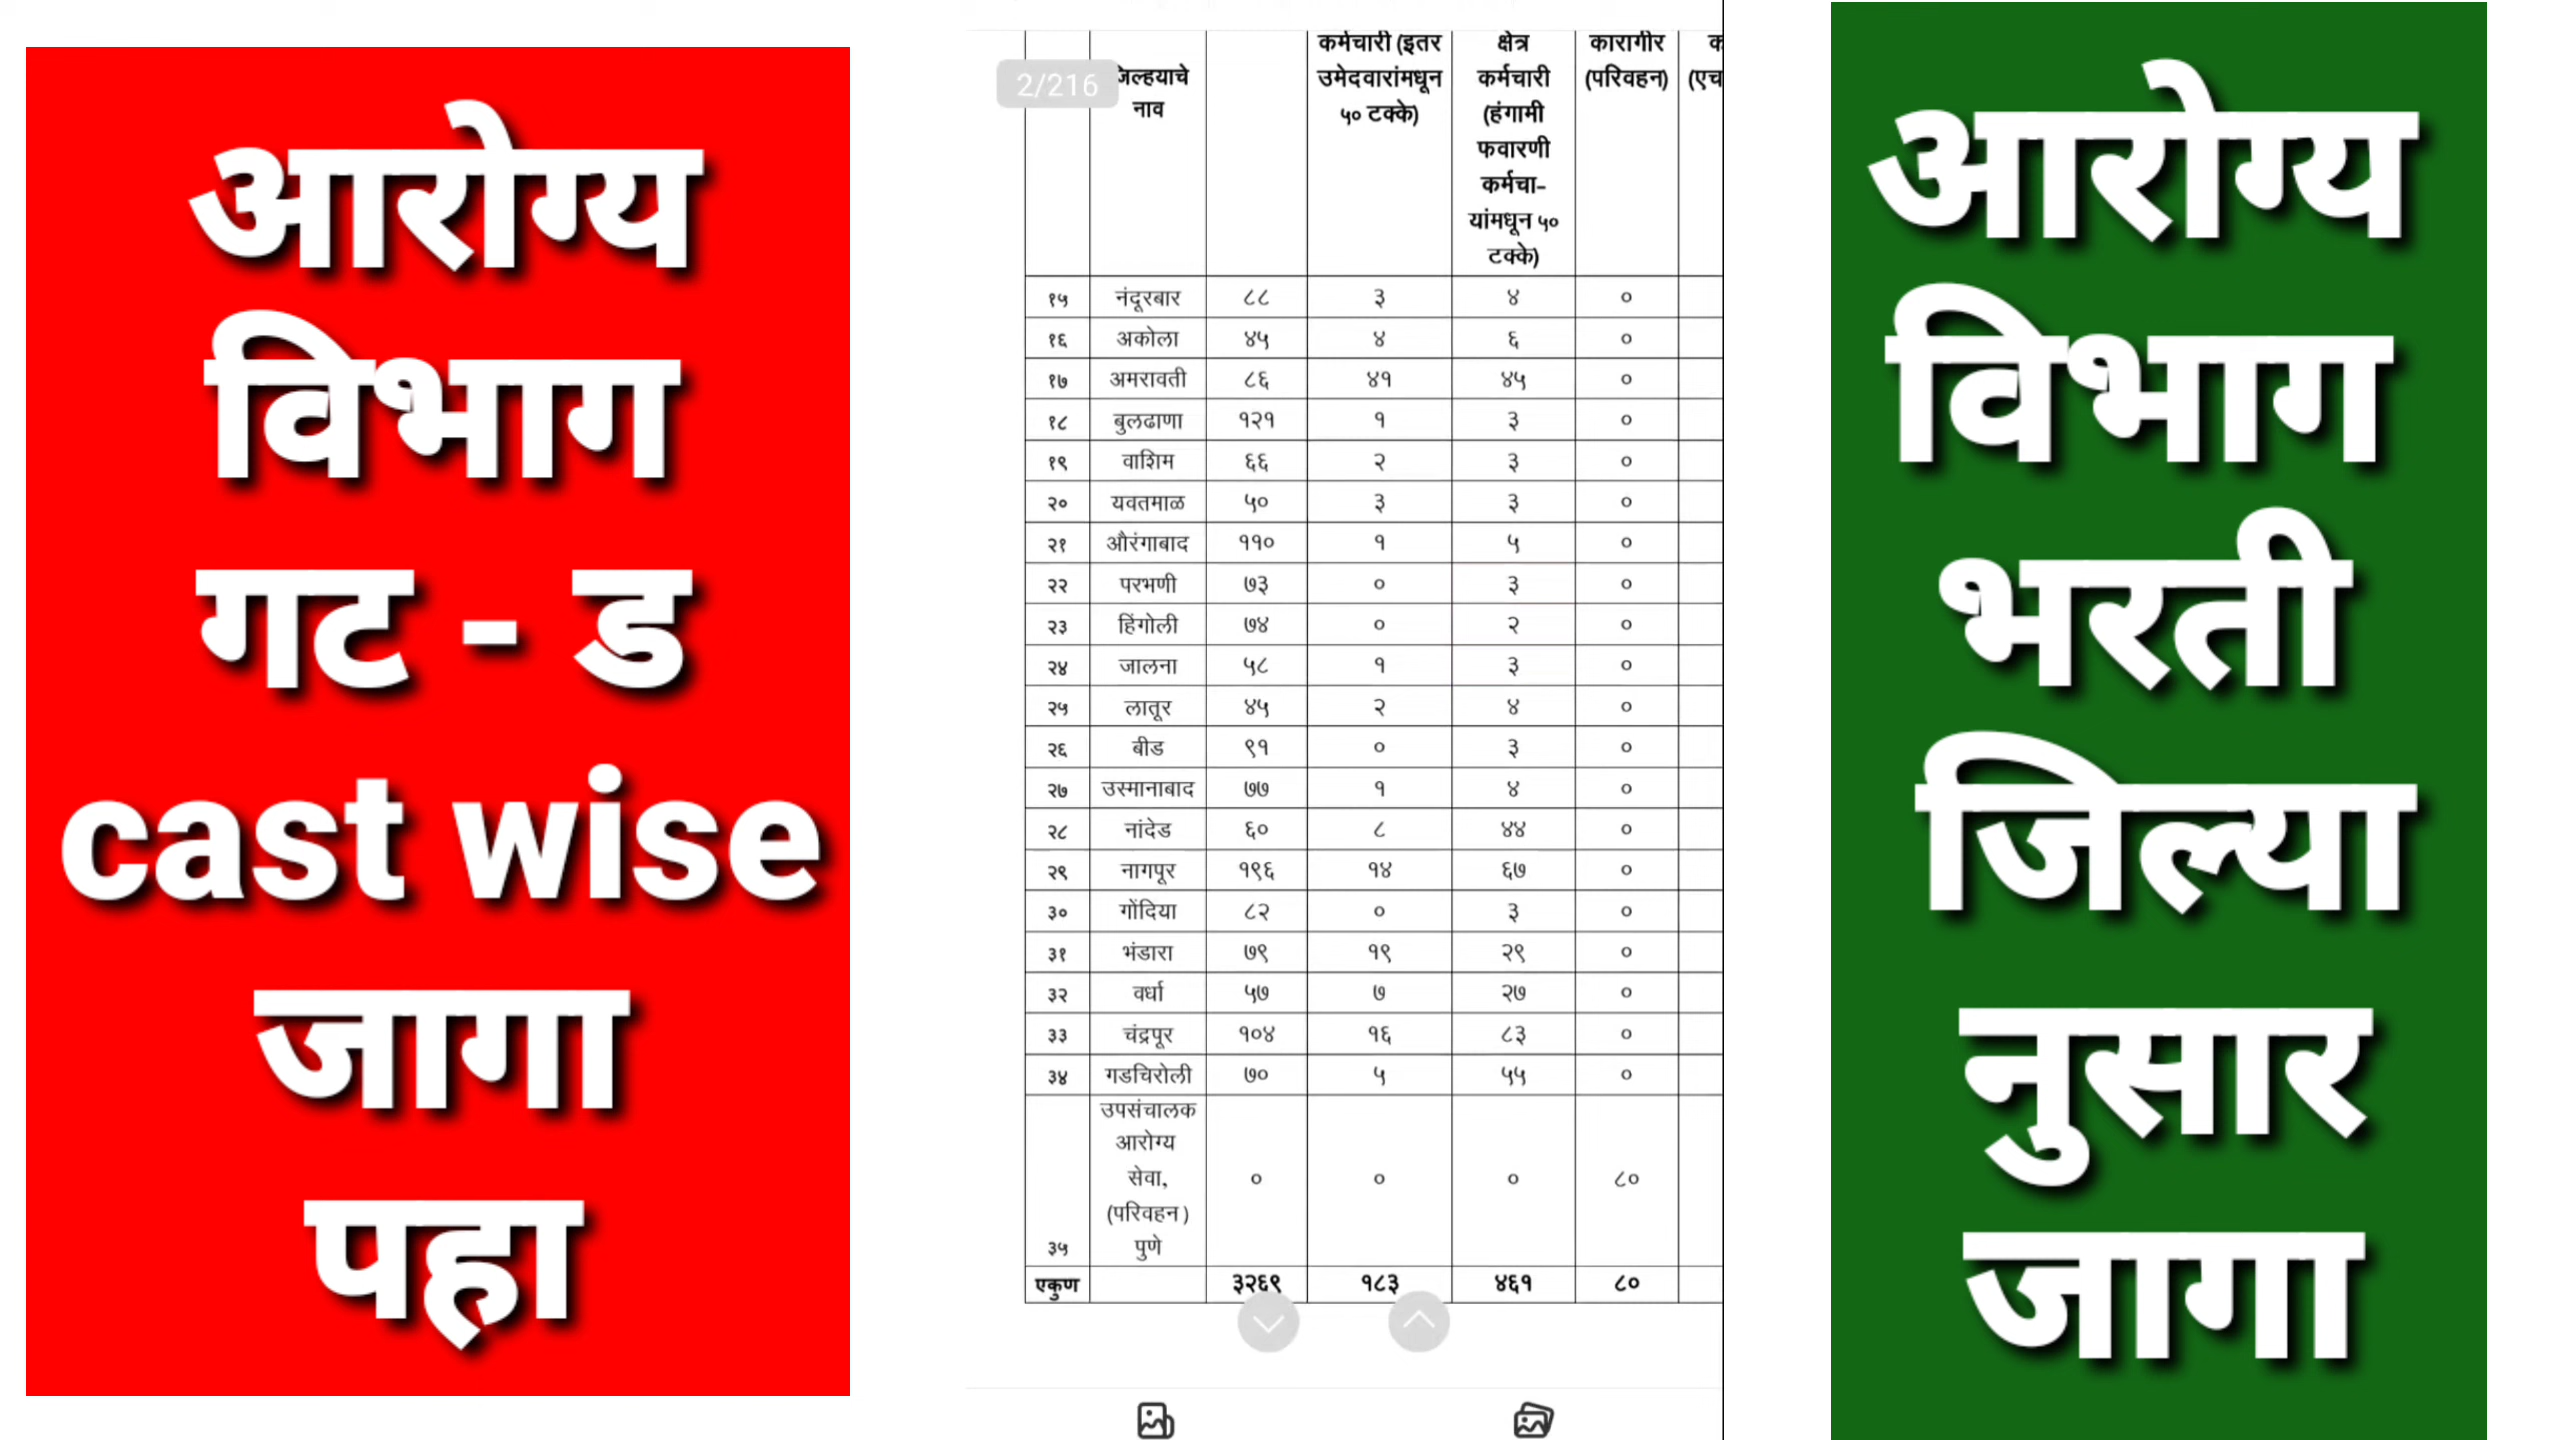 आरोग्य
विभाग
गट - ड
cast wise
जागा
पहा
2/216
जिल्हयाचे
नाव
कर्मचारी (इतर
उमेदवारांमधून
५० टक्के)
क्षेत्र
कर्मचारी
(हंगामी
फवारणी
कर्मचा-
यांमधून ५०
टक्के)
कारागीर
(परिवहन)
(एच
१५ नंदूरबार ८८ ३ ४ ०
१६ अकोला ४५ ४ ६ ०
१७ अमरावती ८६ ४१ ४५ ०
१८ बुलढाणा १२१ १ ३ ०
१९ वाशिम ६६ २ ३ ०
२० यवतमाळ ५० ३ ३ ०
२१ औरंगाबाद ११० १ ५ ०
२२ परभणी ७३ ० ३ ०
२३ हिंगोली ७४ ० २ ०
२४ जालना ५८ १ ३ ०
२५ लातूर ४५ २ ४ ०
२६ बीड ९१ ० ३ ०
२७ उस्मानाबाद ७७ १ ४ ०
२८ नांदेड ६० ८ ४४ ०
२९ नागपूर १९६ १४ ६७ ०
३० गोंदिया ८२ ० ३ ०
३१ भंडारा ७९ १९ २९ ०
३२ वर्धा ५७ ७ २७ ०
३३ चंद्रपूर १०४ १६ ८३ ०
३४ गडचिरोली ७० ५ ५५ ०
उपसंचालक
आरोग्य
सेवा, ० ० ० ८०
(परिवहन)
३५ पुणे
एकुण ३२६९ १८३ ४६१ ८०
आरोग्य
विभाग
भरती
जिल्या
नुसार
जागा